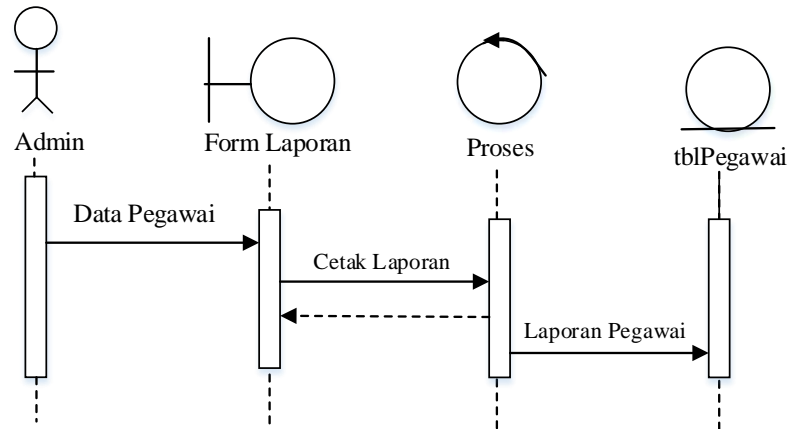 Admin
Form Laporan
Proses
tblPegawai
Data Pegawai
Cetak Laporan
Laporan Pegawai